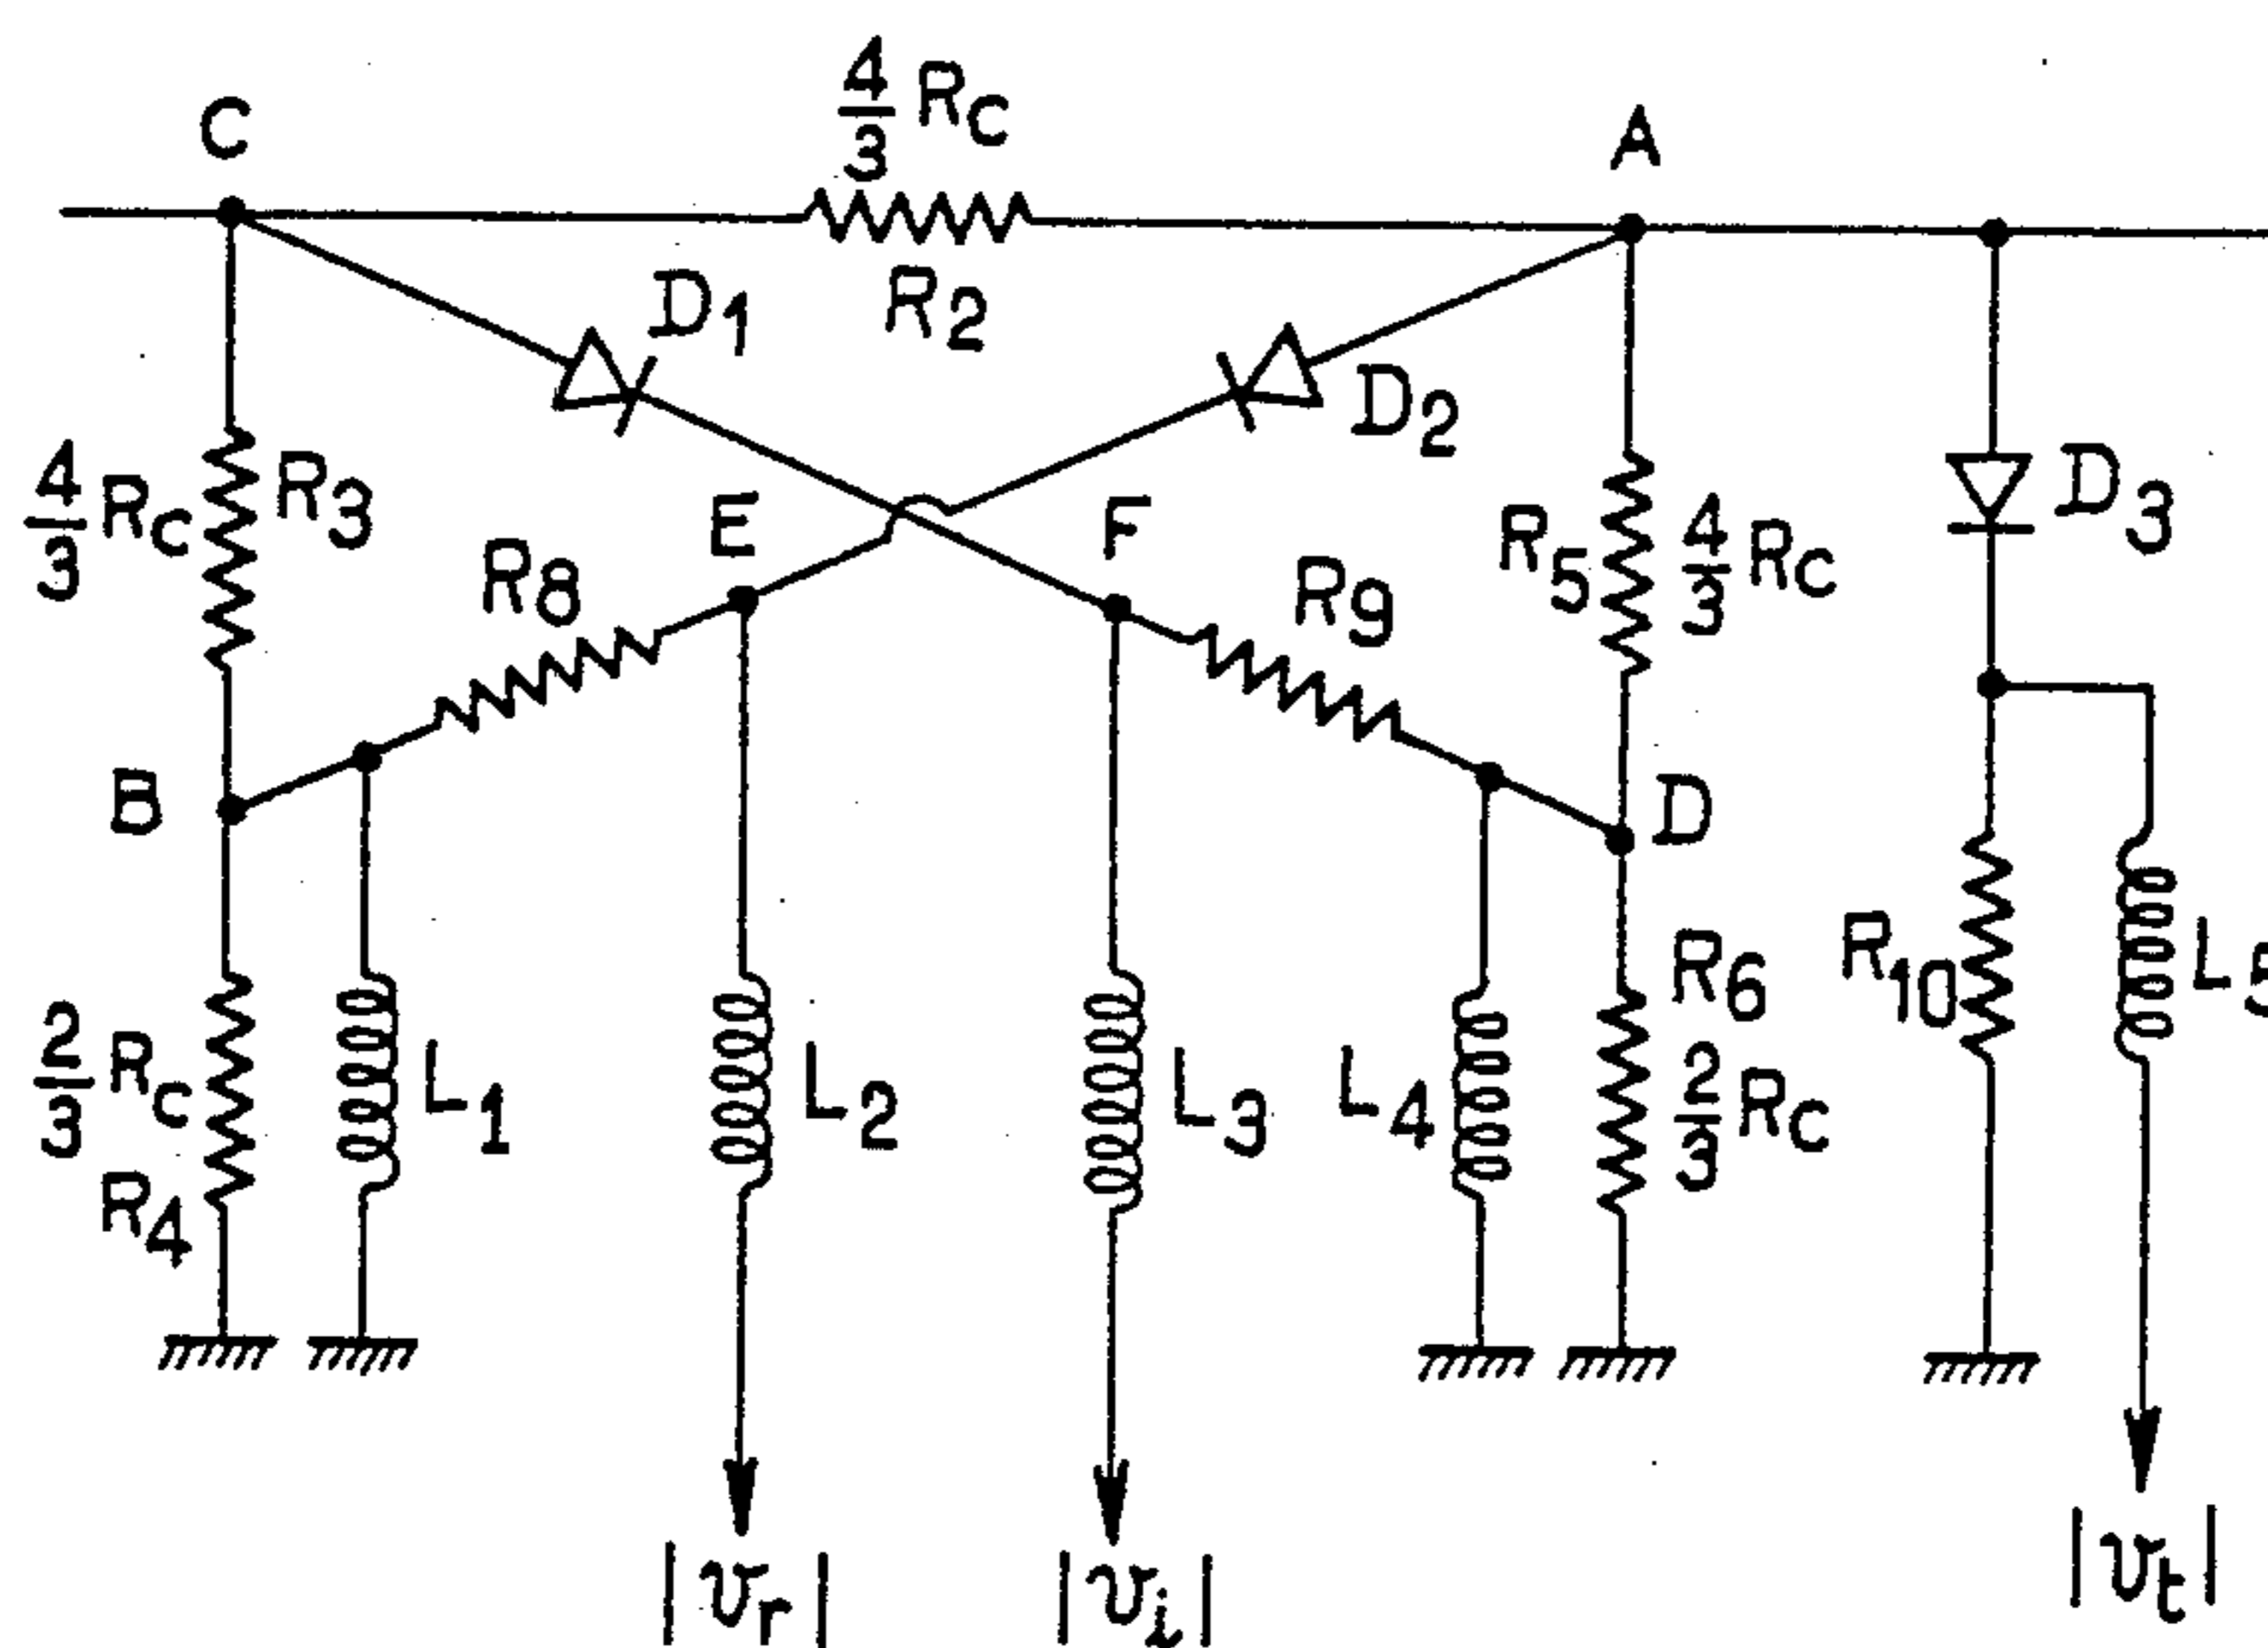 C
4/3 RC
A
R2
D1
D2
D3
4/3 RC
R3
R8
E
F
R9
R5
4/3 RC
B
D
2/3 RC
R4
L1
L2
L3
L4
R6
2/3 RC
R10
L5
|vr|
|vi|
|vt|